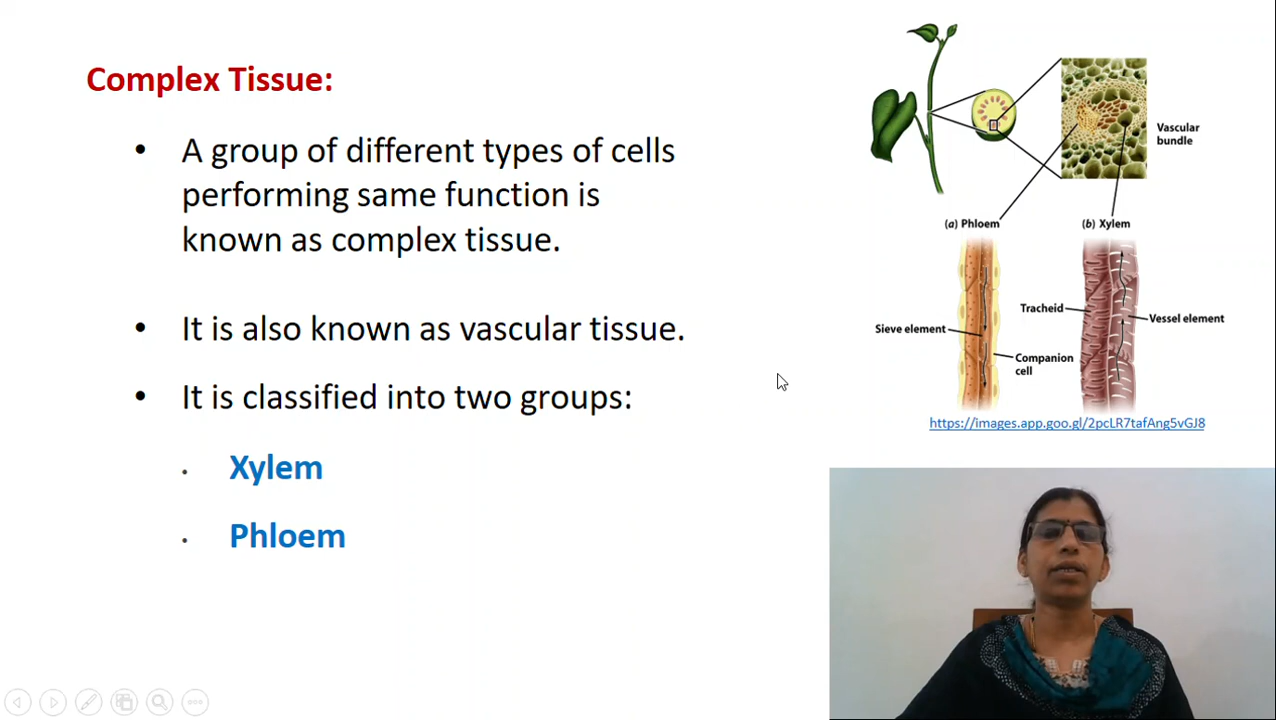 Complex Tissue:
• A group of different types of cells
performing same function is
known as complex tissue.
• It is also known as vascular tissue.
• It is classified into two groups:
• Xylem
• Phloem
Vascular
bundle
(a) Phloem
(b) Xylem
Tracheid
Vessel element
Sieve element
Companion
cell
https://images.app.goo.gl/2pcLR7tafAng5vGJ8